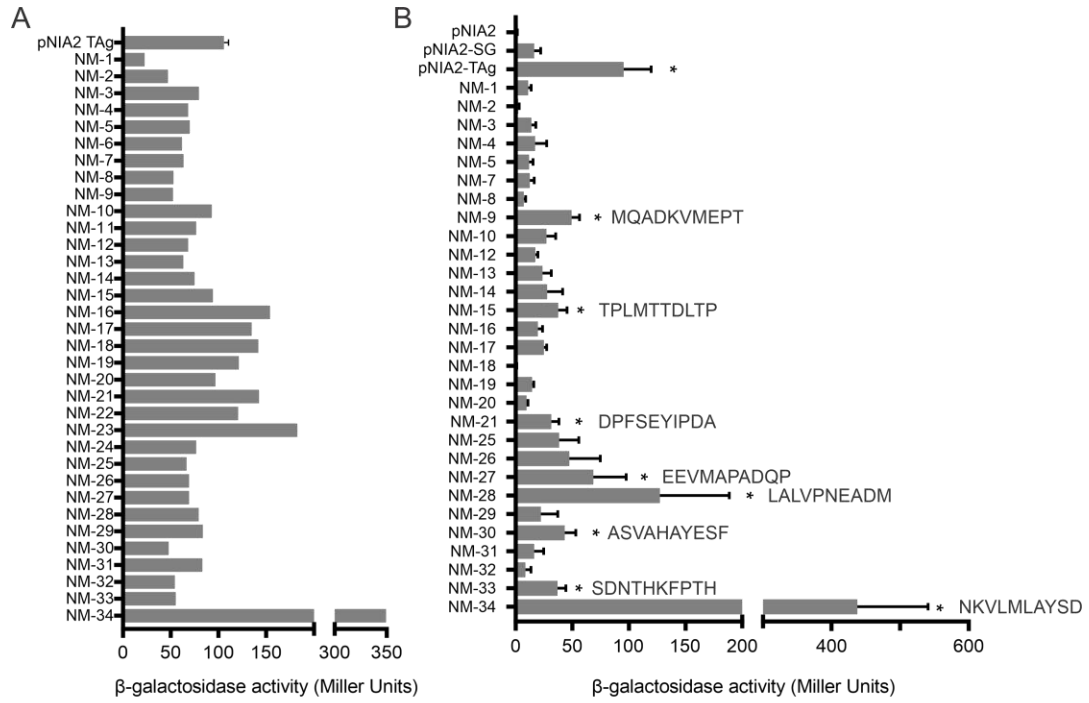 A
pNIA2 TAg
NM-1
NM-2
NM-3
NM-4
NM-5
NM-6
NM-7
NM-8
NM-9
NM-10
NM-11
NM-12
NM-13
NM-14
NM-15
NM-16
NM-17
NM-18
NM-19
NM-20
NM-21
NM-22
NM-23
NM-24
NM-25
NM-26
NM-27
NM-28
NM-29
NM-30
NM-31
NM-32
NM-33
NM-34
0 50 100 150 200 300 350
β-galactosidase activity (Miller Units)
B
pNIA2
pNIA2-SG
pNIA2-TAg *
NM-1
NM-2
NM-3
NM-4
NM-5
NM-7
NM-8
NM-9 * MQADKVMEPT
NM-10
NM-12
NM-13
NM-14
NM-15 * TPLMTTDLTP
NM-16
NM-17
NM-18
NM-19
NM-20
NM-21 * DPFSEYIPDA
NM-25
NM-26
NM-27 * EEVMAPADQP
NM-28 * LALVPNEADM
NM-29
NM-30 * ASVAHAYESF
NM-31
NM-32
NM-33 * SDNTHKFPTH
NM-34 * NKVLMLAYSD
0 50 100 150 200 400 600
β-galactosidase activity (Miller Units)